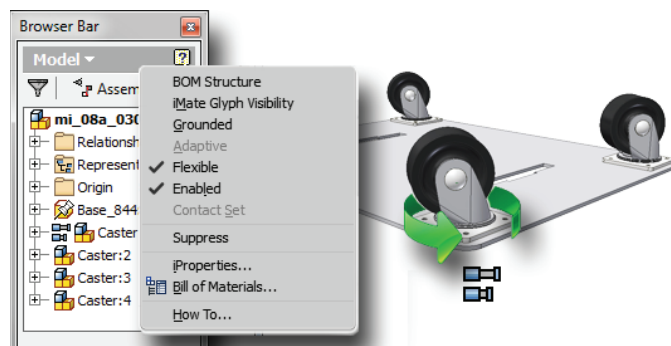 Browser Bar
Model
?
Assem
mi_08a_030
Relationsh
Represent
Origin
Base_844
Caster
Caster:2
Caster:3
Caster:4
BOM Structure
iMate Glyph Visibility
Grounded
Adaptive
Flexible
Enabled
Contact Set
Suppress
iProperties...
Bill of Materials...
How To...